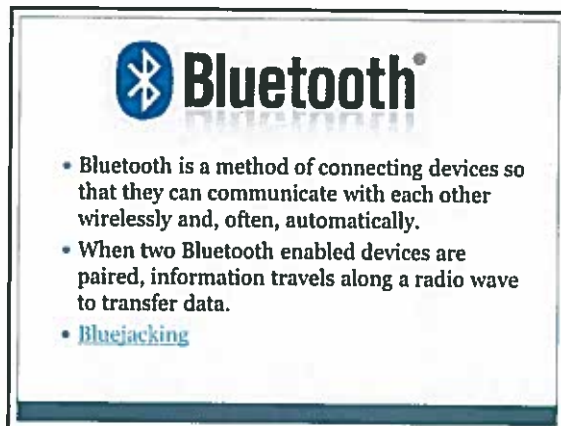 Bluetooth®
• Bluetooth is a method of connecting devices so
that they can communicate with each other
wirelessly and, often, automatically.
• When two Bluetooth enabled devices are
paired, information travels along a radio wave
to transfer data.
• Bluejacking